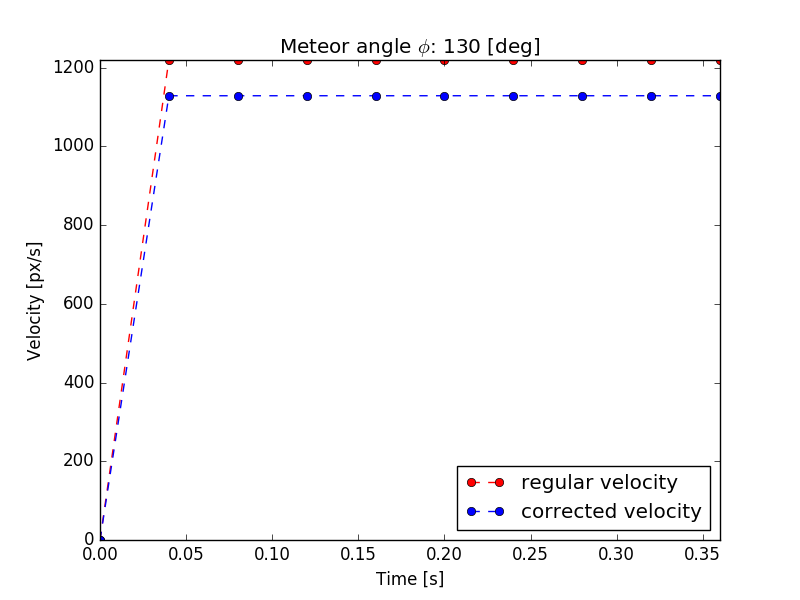 Meteor angle ϕ: 130 [deg]
1200
1000
800
600
400
200
0
Velocity [px/s]
regular velocity
corrected velocity
0.00 0.05 0.10 0.15 0.20 0.25 0.30 0.35
Time [s]